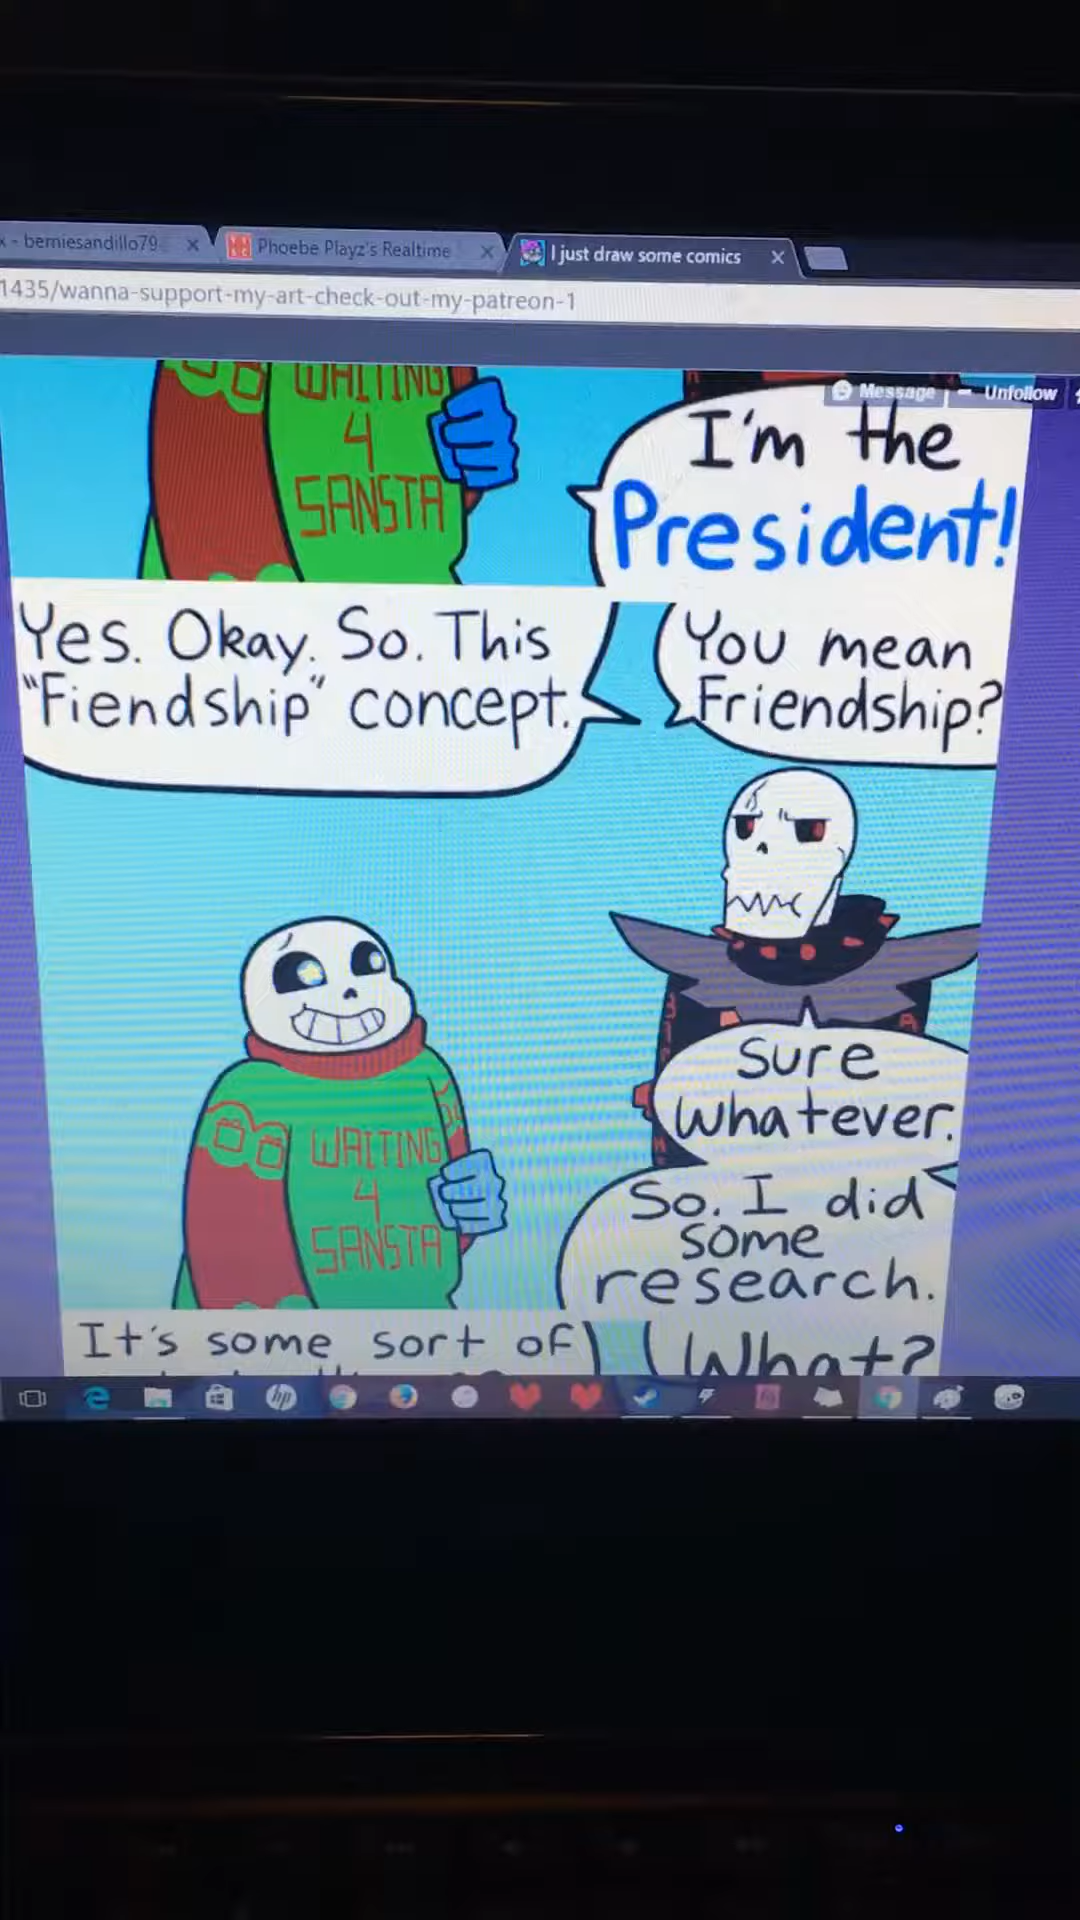 x - berniesandillo79
Phoebe Playz's Realtime
I just draw some comics
1435/wanna-support-my-art-check-out-my-patreon-1
Message
Unfollow
WAITING
4
SANSTA
I'm the
President!
Yes. Okay. So. This
"Fiendship" concept.
You mean
Friendship?
WAITING
4
SANSTA
Sure
whatever.
So. I did
some
research.
It's some sort of
What?
hp